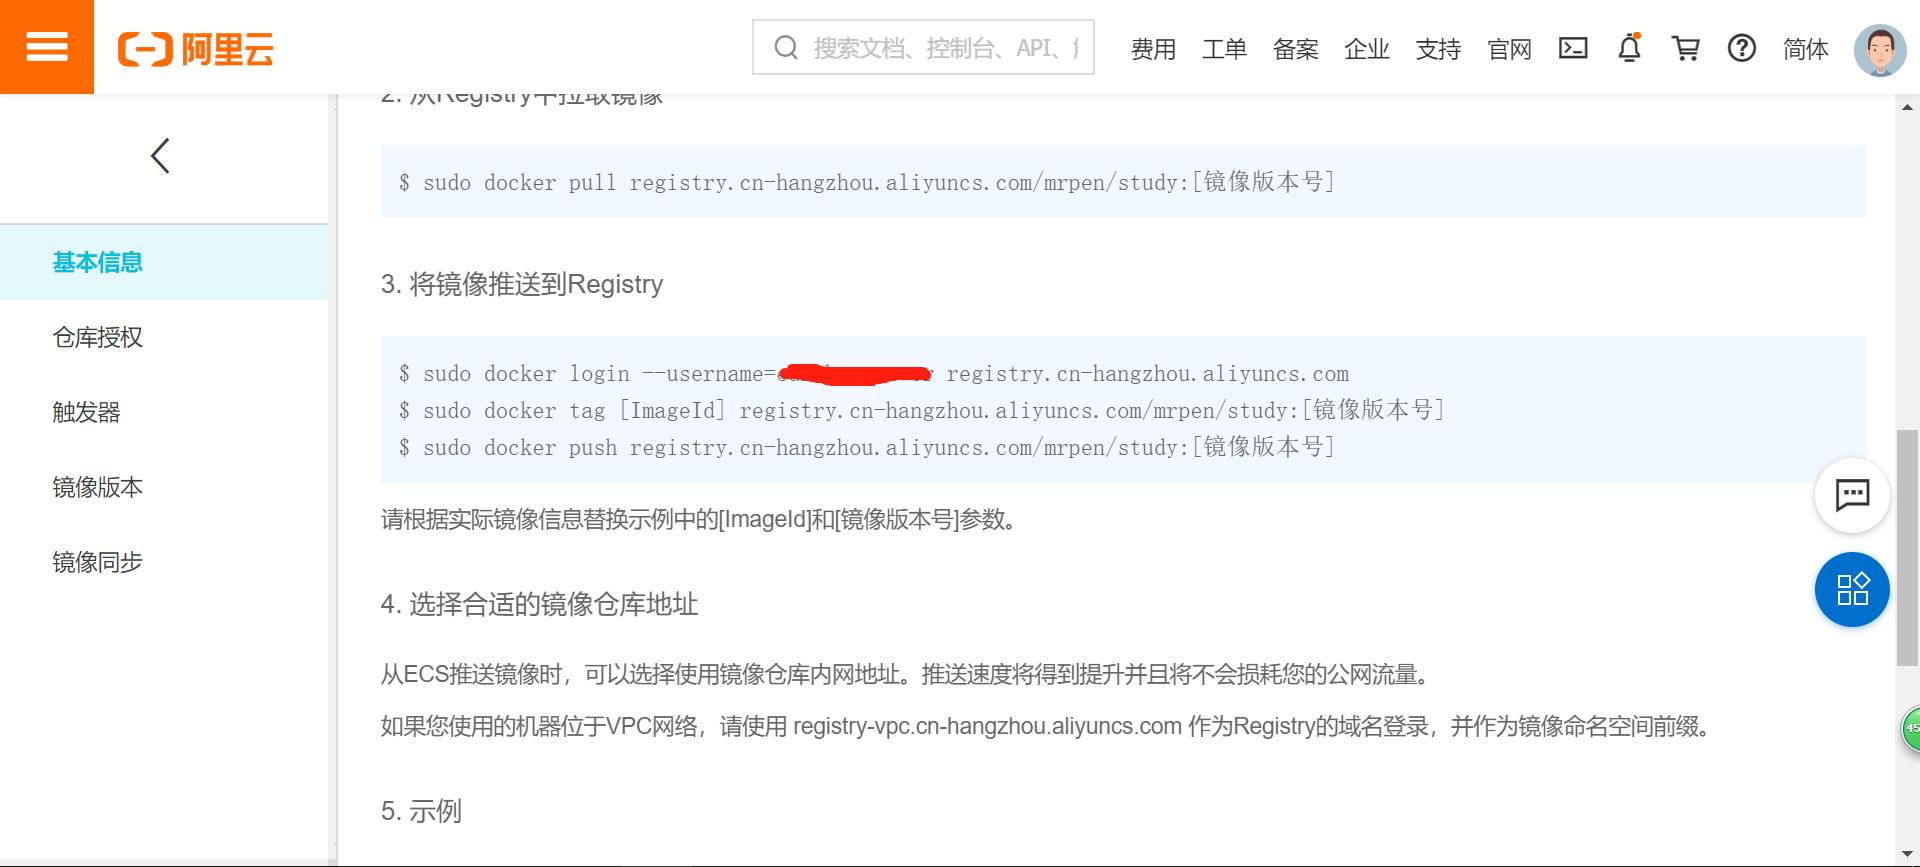 阿里云
搜索文档、控制台、API、
费用 工单 备案 企业 支持 官网 简体
2. 从Registry中拉取镜像
$ sudo docker pull registry.cn-hangzhou.aliyuncs.com/mrpen/study:[镜像版本号]
基本信息
仓库授权
触发器
镜像版本
镜像同步
3. 将镜像推送到Registry
$ sudo docker login --username= registry.cn-hangzhou.aliyuncs.com
$ sudo docker tag [ImageId] registry.cn-hangzhou.aliyuncs.com/mrpen/study:[镜像版本号]
$ sudo docker push registry.cn-hangzhou.aliyuncs.com/mrpen/study:[镜像版本号]
请根据实际镜像信息替换示例中的[ImageId]和[镜像版本号]参数。
4. 选择合适的镜像仓库地址
从ECS推送镜像时，可以选择使用镜像仓库内网地址。推送速度将得到提升并且将不会损耗您的公网流量。
如果您使用的机器位于VPC网络，请使用 registry-vpc.cn-hangzhou.aliyuncs.com 作为Registry的域名登录，并作为镜像命名空间前缀。
45
5. 示例